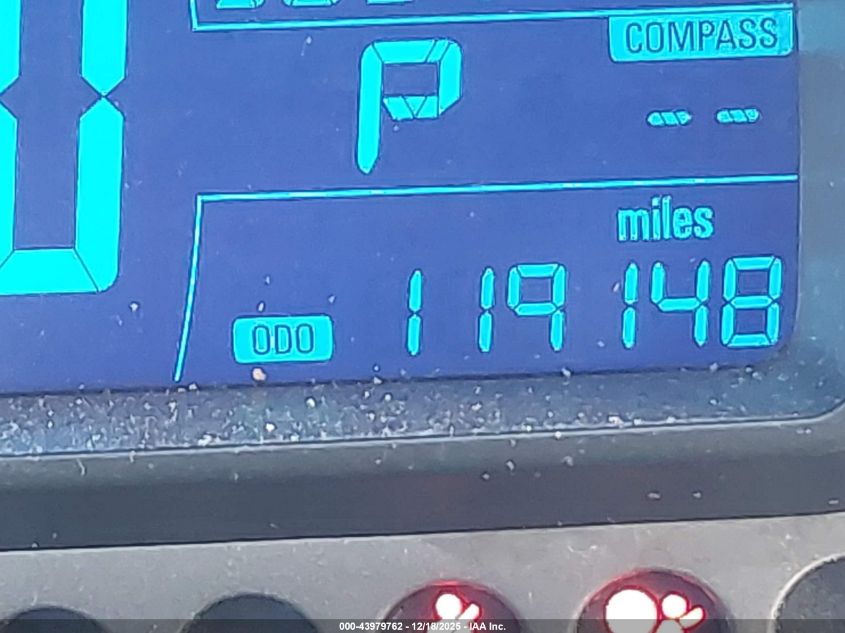 COMPASS
P
-- --
miles
ODO 119148
000-43979762 - 12/18/2025 - IAA Inc.